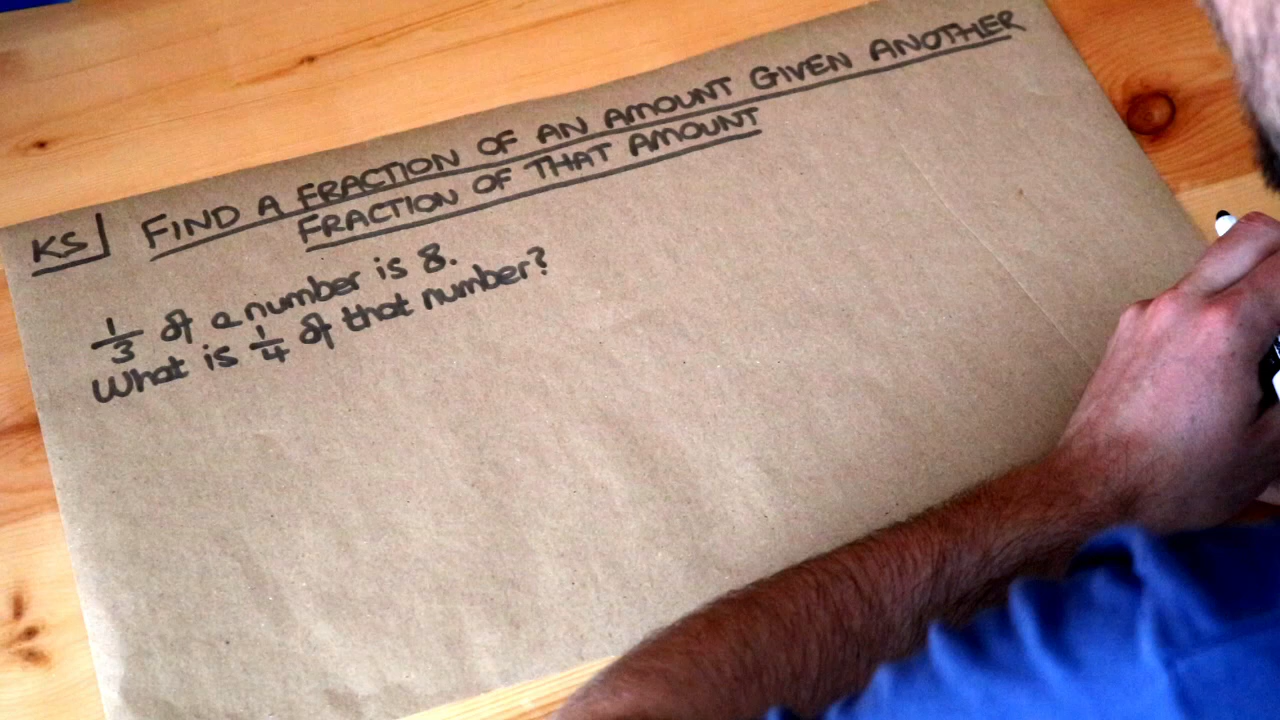 KS FIND A FRACTION OF AN AMOUNT GIVEN ANOTHER
FRACTION OF THAT AMOUNT
1/3 of a number is 8.
What is 1/4 of that number?